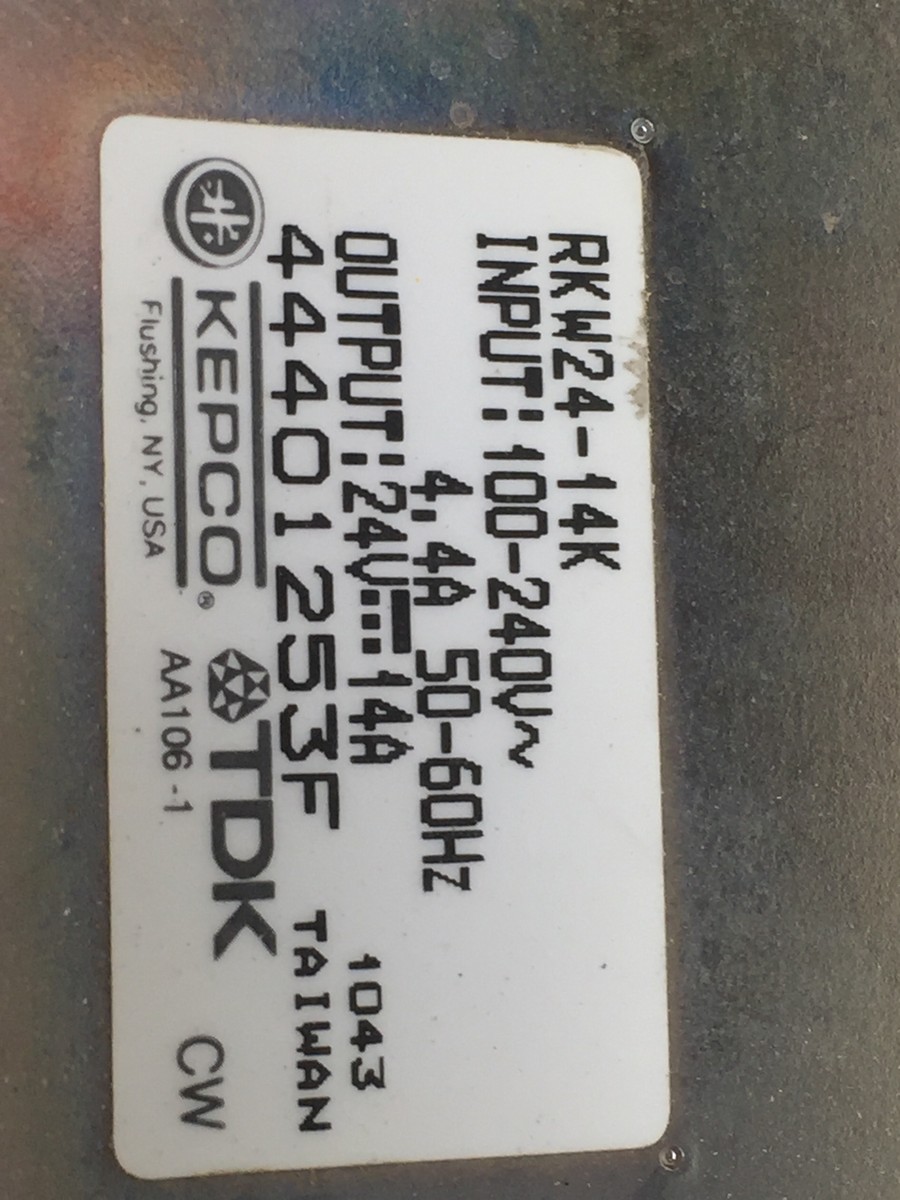 RKW24-14K
INPUT: 100-240V~
4.4A 50-60Hz
OUTPUT: 24V⎓14A 1043
44401253F TAIWAN
KEPCO® TDK CW
Flushing, NY, USA AA106-1